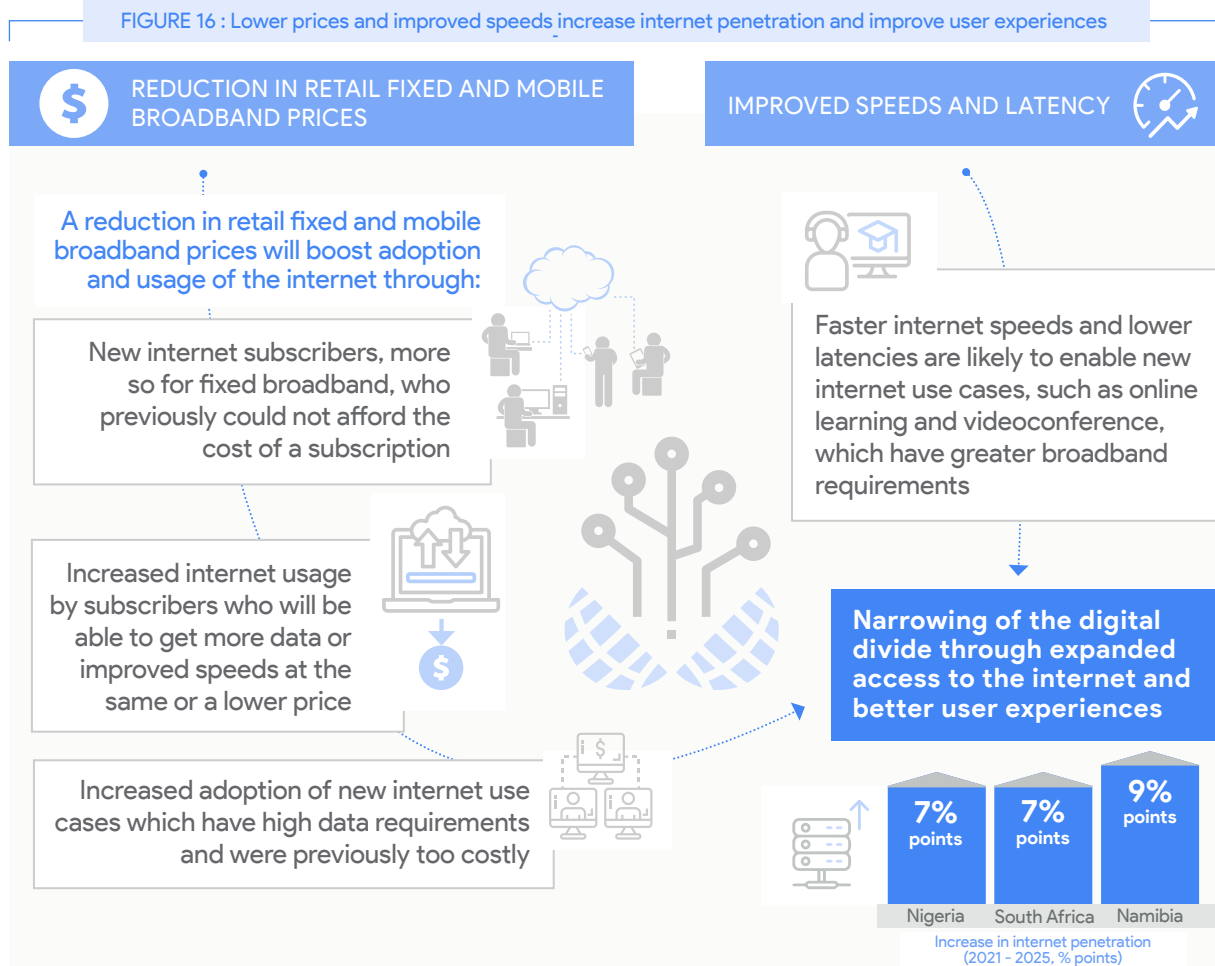 FIGURE 16 : Lower prices and improved speeds increase internet penetration and improve user experiences
REDUCTION IN RETAIL FIXED AND MOBILE
BROADBAND PRICES
A reduction in retail fixed and mobile
broadband prices will boost adoption
and usage of the internet through:
New internet subscribers, more
so for fixed broadband, who
previously could not afford the
cost of a subscription
Increased internet usage
by subscribers who will be
able to get more data or
improved speeds at the
same or a lower price
Increased adoption of new internet use
cases which have high data requirements
and were previously too costly
IMPROVED SPEEDS AND LATENCY
Faster internet speeds and lower
latencies are likely to enable new
internet use cases, such as online
learning and videoconference,
which have greater broadband
requirements
Narrowing of the digital
divide through expanded
access to the internet and
better user experiences
7%
points
7%
points
9%
points
Nigeria
South Africa
Namibia
Increase in internet penetration
(2021 - 2025, % points)